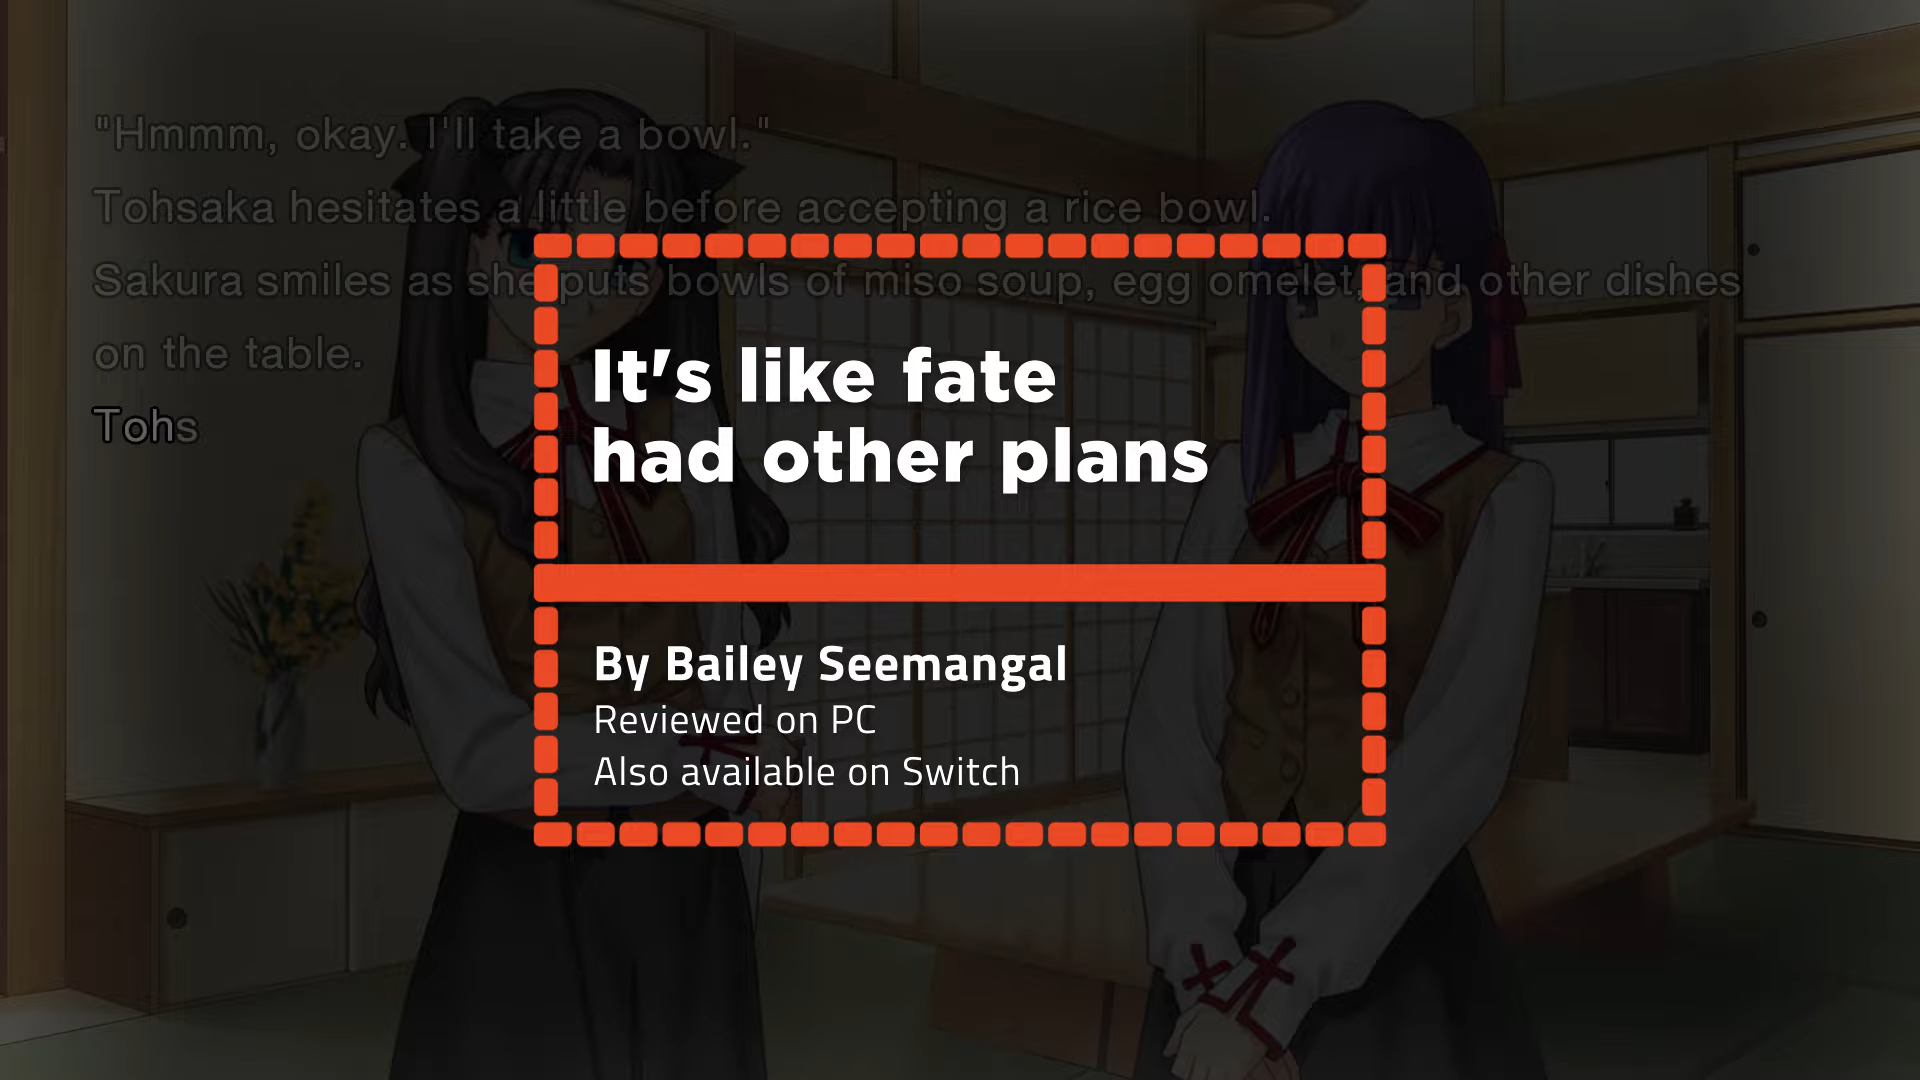 "Hmmm, okay. I'll take a bowl."
Tohsaka hesitates a little before accepting a rice bowl.
Sakura smiles as she puts bowls of miso soup, egg omelet, and other dishes
on the table.
Tohs
It's like fate
had other plans
By Bailey Seemangal
Reviewed on PC
Also available on Switch